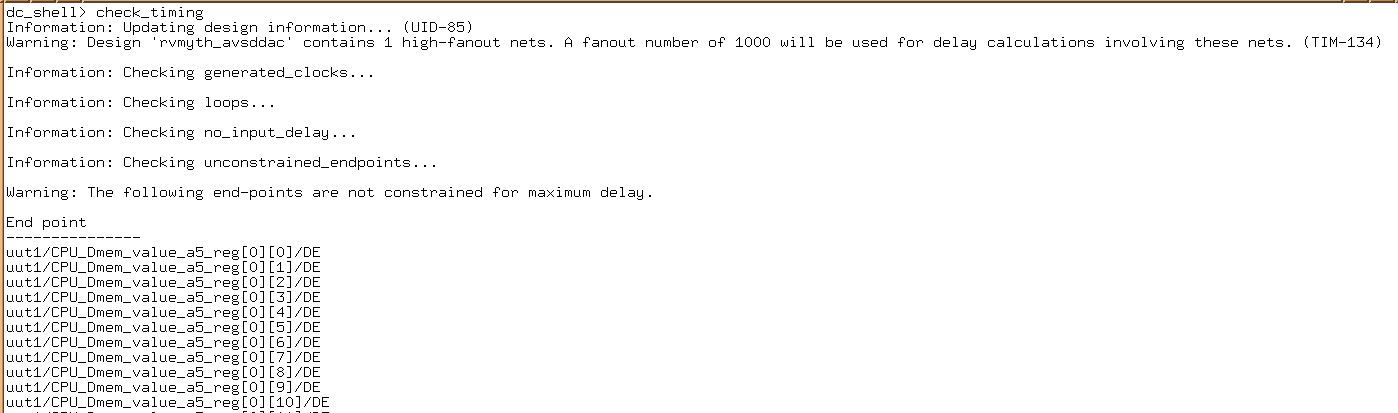 dc_shell> check_timing
Information: Updating design information... (UID-85)
Warning: Design 'rvmyth_avsddac' contains 1 high-fanout nets. A fanout number of 1000 will be used for delay calculations involving these nets. (TIM-134)
Information: Checking generated_clocks...
Information: Checking loops...
Information: Checking no_input_delay...
Information: Checking unconstrained_endpoints...
Warning: The following end-points are not constrained for maximum delay.
End point
---------------
uut1/CPU_Dmem_value_a5_reg[0][0]/DE
uut1/CPU_Dmem_value_a5_reg[0][1]/DE
uut1/CPU_Dmem_value_a5_reg[0][2]/DE
uut1/CPU_Dmem_value_a5_reg[0][3]/DE
uut1/CPU_Dmem_value_a5_reg[0][4]/DE
uut1/CPU_Dmem_value_a5_reg[0][5]/DE
uut1/CPU_Dmem_value_a5_reg[0][6]/DE
uut1/CPU_Dmem_value_a5_reg[0][7]/DE
uut1/CPU_Dmem_value_a5_reg[0][8]/DE
uut1/CPU_Dmem_value_a5_reg[0][9]/DE
uut1/CPU_Dmem_value_a5_reg[0][10]/DE